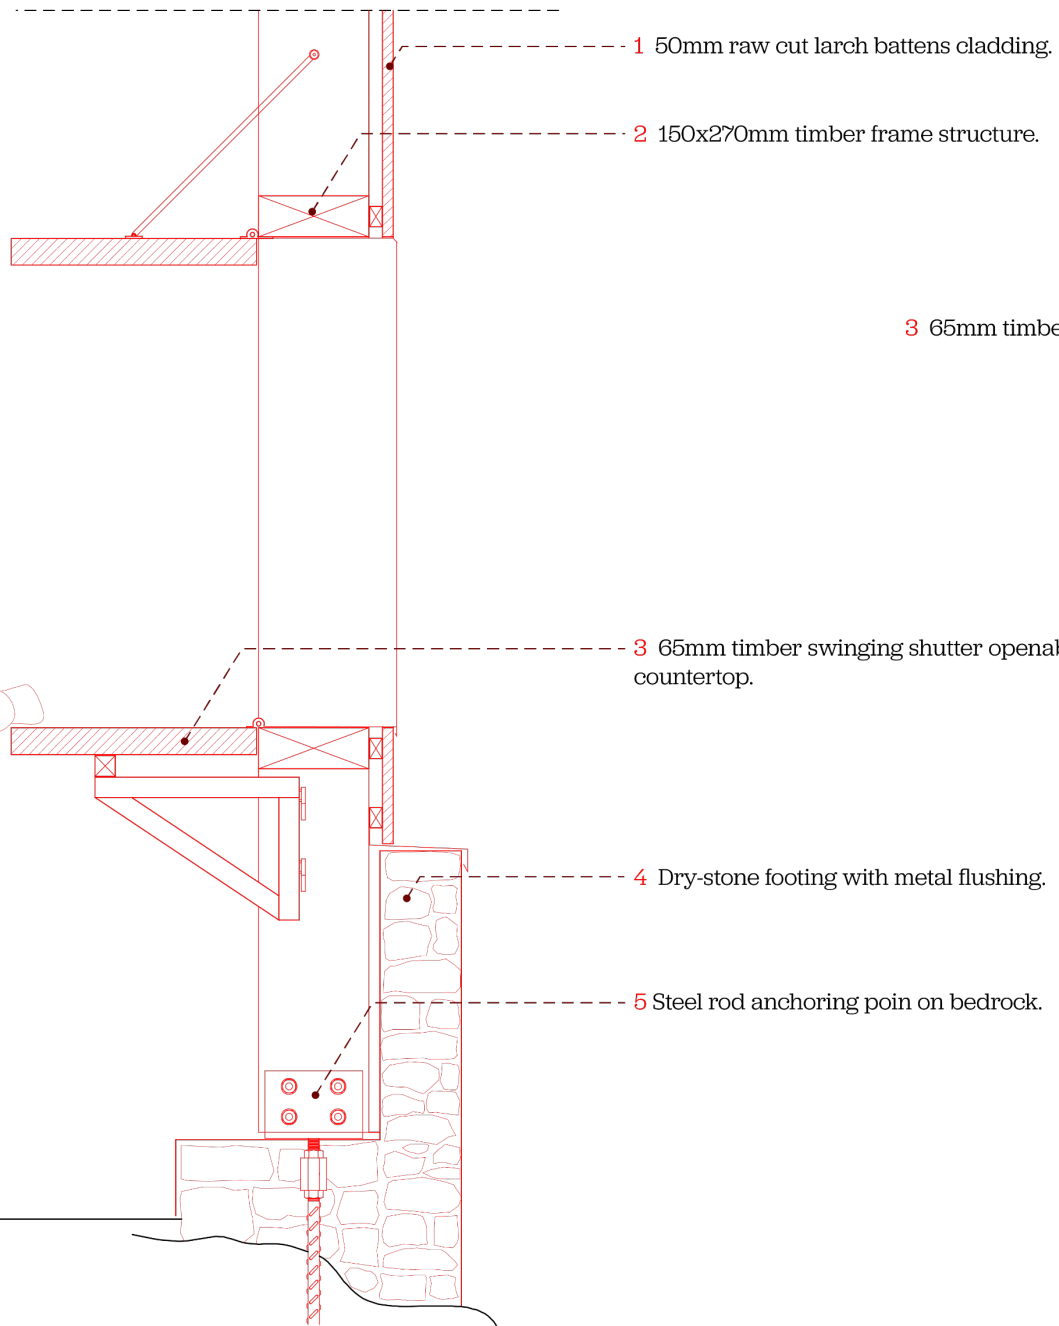 1 50mm raw cut larch battens cladding.
2 150x270mm timber frame structure.
3 65mm timbe
3 65mm timber swinging shutter openab
countertop.
4 Dry-stone footing with metal flushing.
5 Steel rod anchoring poin on bedrock.